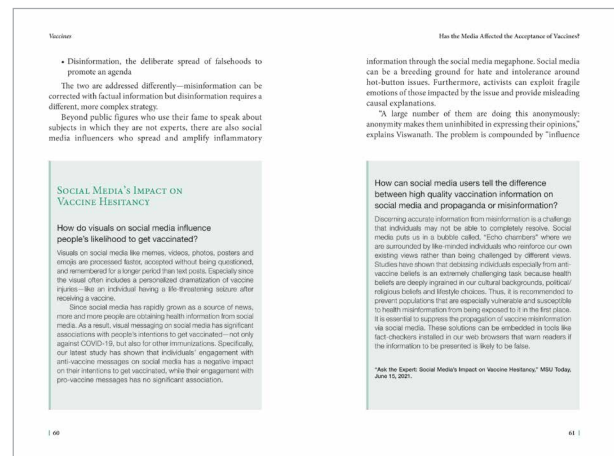 Vaccines
• Disinformation, the deliberate spread of falsehoods to
promote an agenda
The two are addressed differently—misinformation can be
corrected with factual information but disinformation requires a
different, more complex strategy.
Beyond public figures who use their fame to speak about
subjects in which they are not experts, there are also social
media influencers who spread and amplify inflammatory
SOCIAL MEDIA'S IMPACT ON
VACCINE HESITANCY
How do visuals on social media influence
people's likelihood to get vaccinated?
Visuals on social media like memes, videos, photos, posters and
emojis are processed faster, accepted without being questioned,
and remembered for a longer period than text posts. Especially since
the visual often includes a personalized dramatization of vaccine
injuries—like an individual having a life-threatening seizure after
receiving a vaccine.
Since social media has rapidly grown as a source of news,
more and more people are obtaining health information from social
media. As a result, visual messaging on social media has significant
associations with people's intentions to get vaccinated—not only
against COVID-19, but also for other immunizations. Specifically,
our latest study has shown that individuals' engagement with
anti-vaccine messages on social media has a negative impact
on their intentions to get vaccinated, while their engagement with
pro-vaccine messages has no significant association.
| 60
Has the Media Affected the Acceptance of Vaccines?
information through the social media megaphone. Social media
can be a breeding ground for hate and intolerance around
hot-button issues. Furthermore, activists can exploit fragile
emotions of those impacted by the issue and provide misleading
causal explanations.
"A large number of them are doing this anonymously:
anonymity makes them uninhibited in expressing their opinions,"
explains Viswanath. The problem is compounded by "influence
How can social media users tell the difference
between high quality vaccination information on
social media and propaganda or misinformation?
Discerning accurate information from misinformation is a challenge
that individuals may not be able to completely resolve. Social
media puts us in a bubble called, "Echo chambers" where we
are surrounded by like-minded individuals who reinforce our own
existing views rather than being challenged by different views.
Studies have shown that debiasing individuals especially from anti-
vaccine beliefs is an extremely challenging task because health
beliefs are deeply ingrained in our cultural backgrounds, political/
religious beliefs and lifestyle choices. Thus, it is recommended to
prevent populations that are especially vulnerable and susceptible
to health misinformation from being exposed to it in the first place.
It is essential to suppress the propagation of vaccine misinformation
via social media. These solutions can be embedded in tools like
fact-checkers installed in our web browsers that warn readers if
the information to be presented is likely to be false.
"Ask the Expert: Social Media's Impact on Vaccine Hesitancy," MSU Today,
June 15, 2021.
61 |